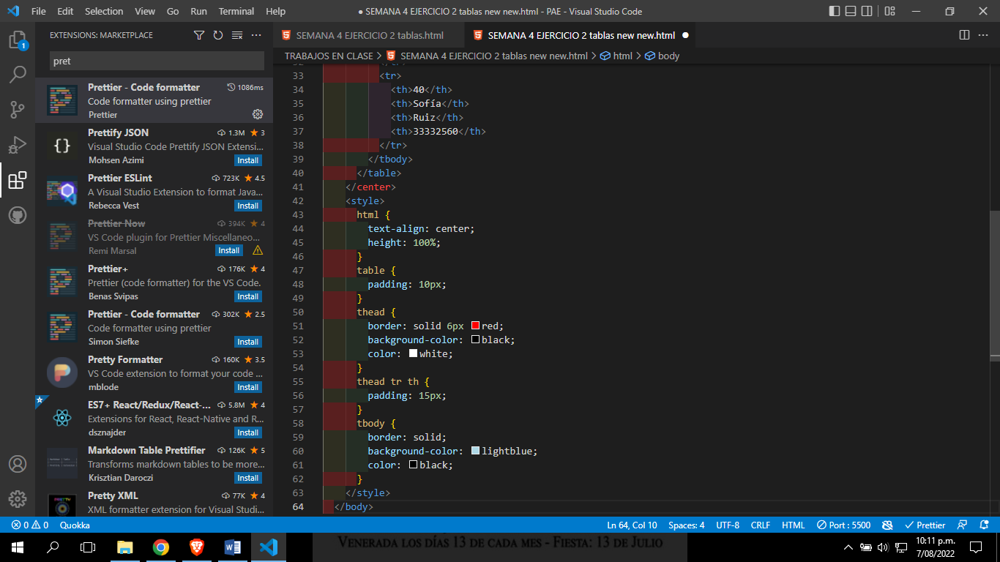 File Edit Selection View Go Run Terminal Help
● SEMANA 4 EJERCICIO 2 tablas new new.html - PAE - Visual Studio Code
1
EXTENSIONS: MARKETPLACE
pret
Prettier - Code formatter 1086ms
Code formatter using prettier
Prettier
Prettify JSON 1.3M 3
Visual Studio Code Prettify JSON Extensi...
Mohsen Azimi Install
Prettier ESLint 723K 4.5
A Visual Studio Extension to format Java...
Rebecca Vest Install
Prettier Now 394K 4
VS Code plugin for Prettier Miscellaneo...
Remi Marsal Install
Prettier+ 176K 4
Prettier (code formatter) for the VS Code.
Benas Svipas Install
Prettier - Code formatter 302K 2.5
Code formatter using prettier
Simon Siefke Install
Pretty Formatter 160K 3.5
VS Code extension to format your code ...
mblode Install
ES7+ React/Redux/React-... 5.8M 4
Extensions for React, React-Native and R...
dsznajder Install
Markdown Table Prettifier 126K 5
Transforms markdown tables to be more...
Krisztian Daroczi Install
Pretty XML 77K 4
XML formatter extension for Visual Studi...
SEMANA 4 EJERCICIO 2 tablas.html
SEMANA 4 EJERCICIO 2 tablas new new.html ●
TRABAJOS EN CLASE > SEMANA 4 EJERCICIO 2 tablas new new.html > html > body
32 </tr>
33 <tr>
34 <th>40</th>
35 <th>Sofía</th>
36 <th>Ruiz</th>
37 <th>33332560</th>
38 </tr>
39 </tbody>
40 </table>
41 </center>
42 <style>
43 html {
44 text-align: center;
45 height: 100%;
46 }
47 table {
48 padding: 10px;
49 }
50 thead {
51 border: solid 6px red;
52 background-color: black;
53 color: white;
54 }
55 thead tr th {
56 padding: 15px;
57 }
58 tbody {
59 border: solid;
60 background-color: lightblue;
61 color: black;
62 }
63 </style>
64 </body>
0 0 Quokka
Ln 64, Col 10 Spaces: 4 UTF-8 CRLF HTML Port : 5500 Prettier
VENERADA LOS DÍAS 13 DE CADA MES - FIESTA: 13 DE JULIO
10:11 p.m.
7/08/2022